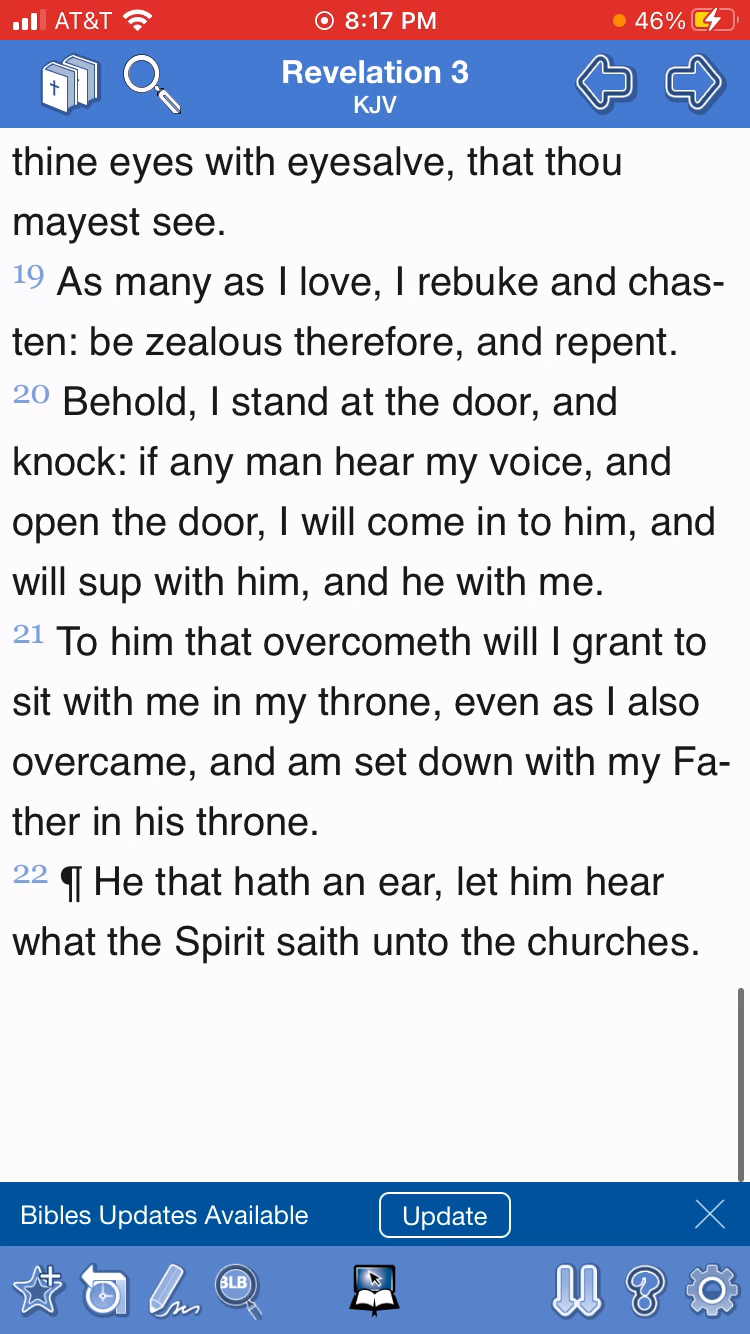 AT&T 8:17 PM 46%
Revelation 3
KJV
thine eyes with eyesalve, that thou
mayest see.
19 As many as I love, I rebuke and chas-
ten: be zealous therefore, and repent.
20 Behold, I stand at the door, and
knock: if any man hear my voice, and
open the door, I will come in to him, and
will sup with him, and he with me.
21 To him that overcometh will I grant to
sit with me in my throne, even as I also
overcame, and am set down with my Fa-
ther in his throne.
22 ¶ He that hath an ear, let him hear
what the Spirit saith unto the churches.
Bibles Updates Available Update
BLB